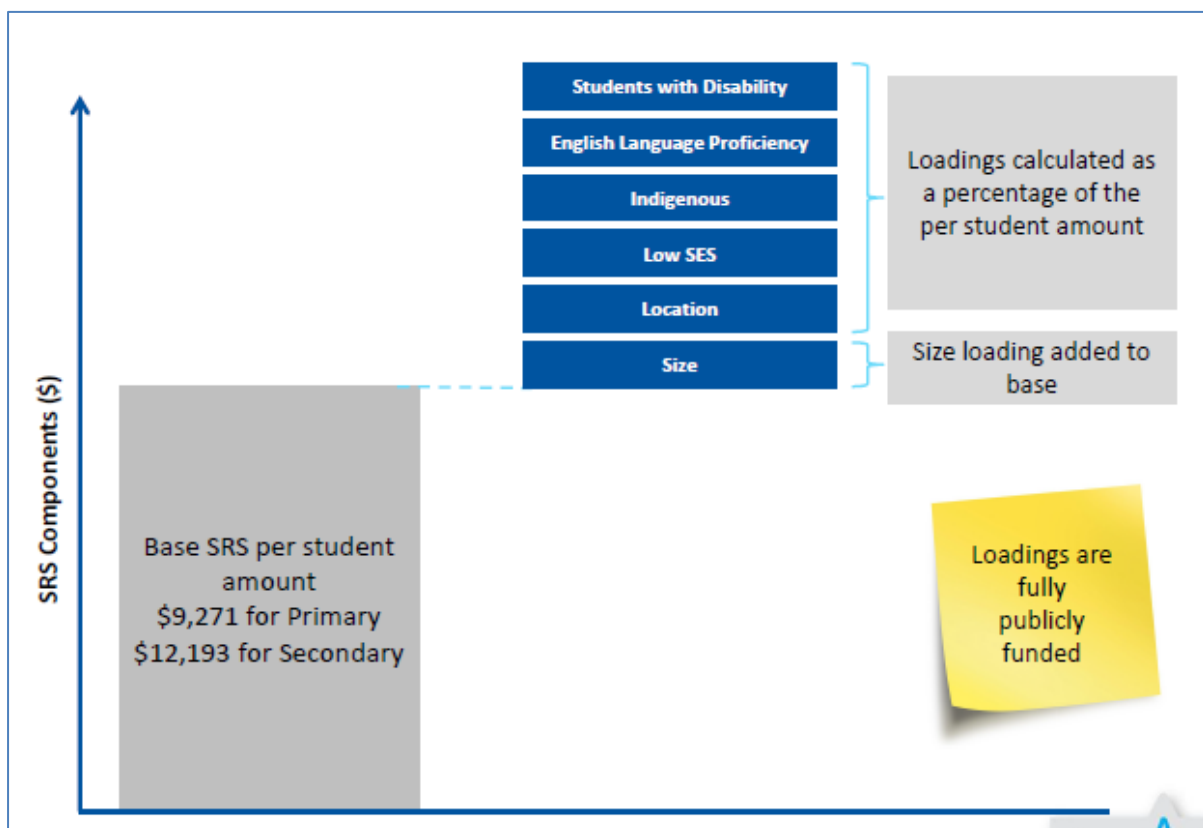 Students with Disability
English Language Proficiency
Indigenous
Low SES
Location
Size
Loadings calculated as
a percentage of the
per student amount
Size loading added to
base
SRS Components ($)
Base SRS per student
amount
$9,271 for Primary
$12,193 for Secondary
Loadings are
fully
publicly
funded